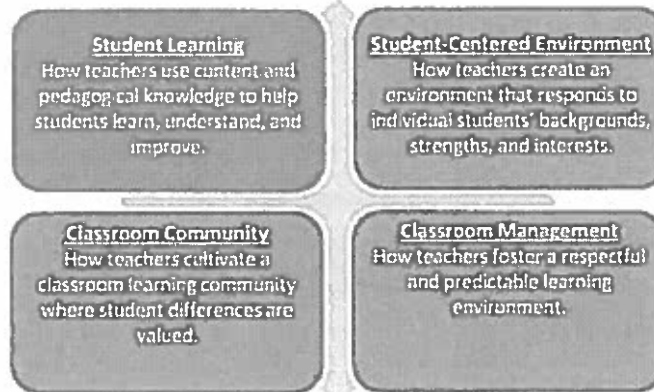 Student Learning
How teachers use content and
pedagogical knowledge to help
students learn, understand, and
improve.
Student-Centered Environment
How teachers create an
environment that responds to
individual students' backgrounds,
strengths, and interests.
Classroom Community
How teachers cultivate a
classroom learning community
where student differences are
valued.
Classroom Management
How teachers foster a respectful
and predictable learning
environment.